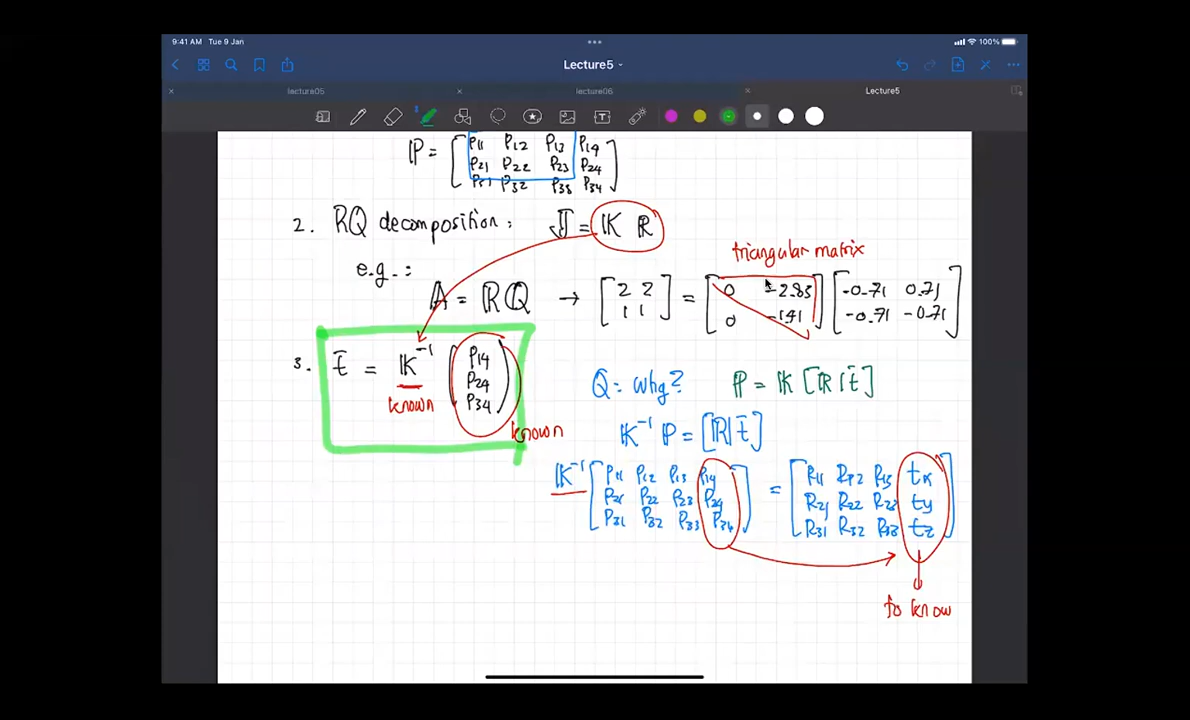 9:41 AM Tue 9 Jan
100%
Lecture5
lecture05
lecture06
Lecture5
P = [ P11 P12 P13 P14
P21 P22 P23 P24
P31 P32 P33 P34 ]
2. RQ decomposition: J = K R
triangular matrix
e.g.:
A = RQ → [ 2 2 = [ 0 -2.83 [ -0.71 0.71
1 1 ] 0 -1.41 ] -0.71 -0.71 ]
3. t̄ = K⁻¹ ( P14
P24
P34 )
known
known
Q: Why? P = K [R | t̄]
K⁻¹ P = [R | t̄]
K⁻¹ [ P11 P12 P13 P14 = [ R11 R12 R13 tx
P21 P22 P23 P24 R21 R22 R23 ty
P31 P32 P33 P34 ] R31 R32 R33 tz ]
to know